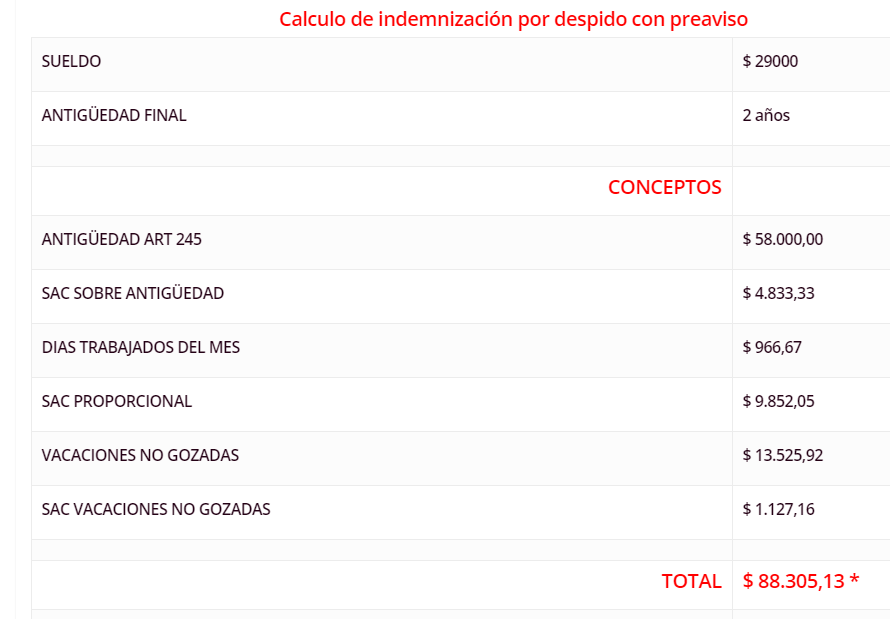 Calculo de indemnización por despido con preaviso
SUELDO $ 29000
ANTIGÜEDAD FINAL 2 años
CONCEPTOS
ANTIGÜEDAD ART 245 $ 58.000,00
SAC SOBRE ANTIGÜEDAD $ 4.833,33
DIAS TRABAJADOS DEL MES $ 966,67
SAC PROPORCIONAL $ 9.852,05
VACACIONES NO GOZADAS $ 13.525,92
SAC VACACIONES NO GOZADAS $ 1.127,16
TOTAL $ 88.305,13 *